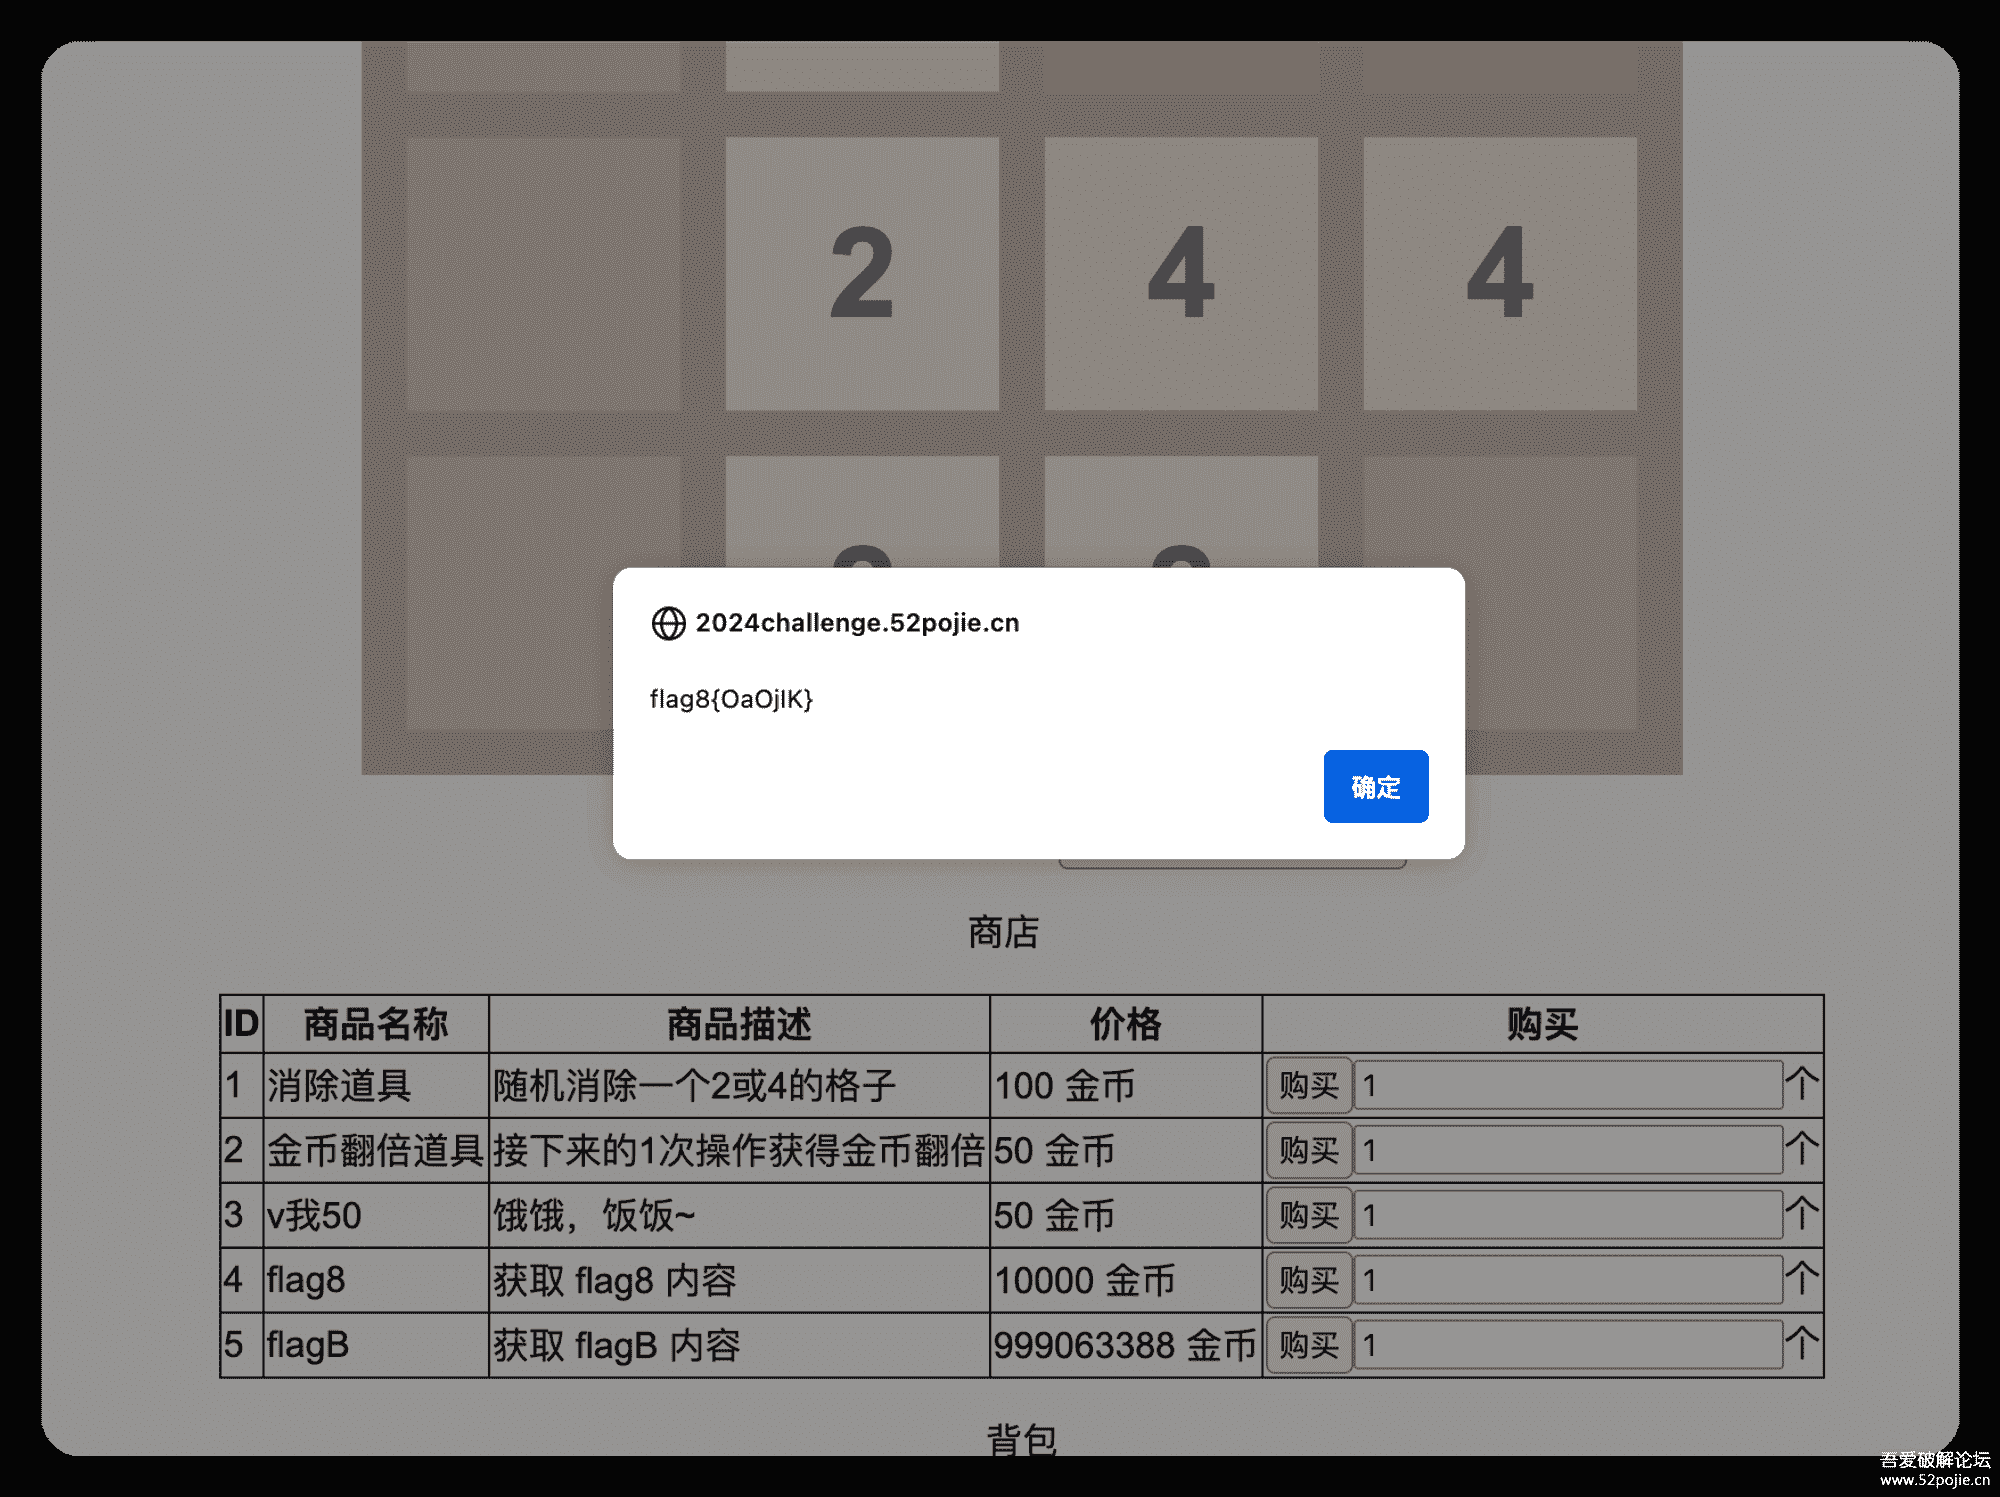 2 4 4
2024challenge.52pojie.cn
flag8{OaOjIK}
确定
商店
ID 商品名称 商品描述 价格 购买
1 消除道具 随机消除一个2或4的格子 100 金币 购买 1 个
2 金币翻倍道具 接下来的1次操作获得金币翻倍 50 金币 购买 1 个
3 v我50 饿饿，饭饭~ 50 金币 购买 1 个
4 flag8 获取 flag8 内容 10000 金币 购买 1 个
5 flagB 获取 flagB 内容 999063388 金币 购买 1 个
背包
吾爱破解论坛
www.52pojie.cn